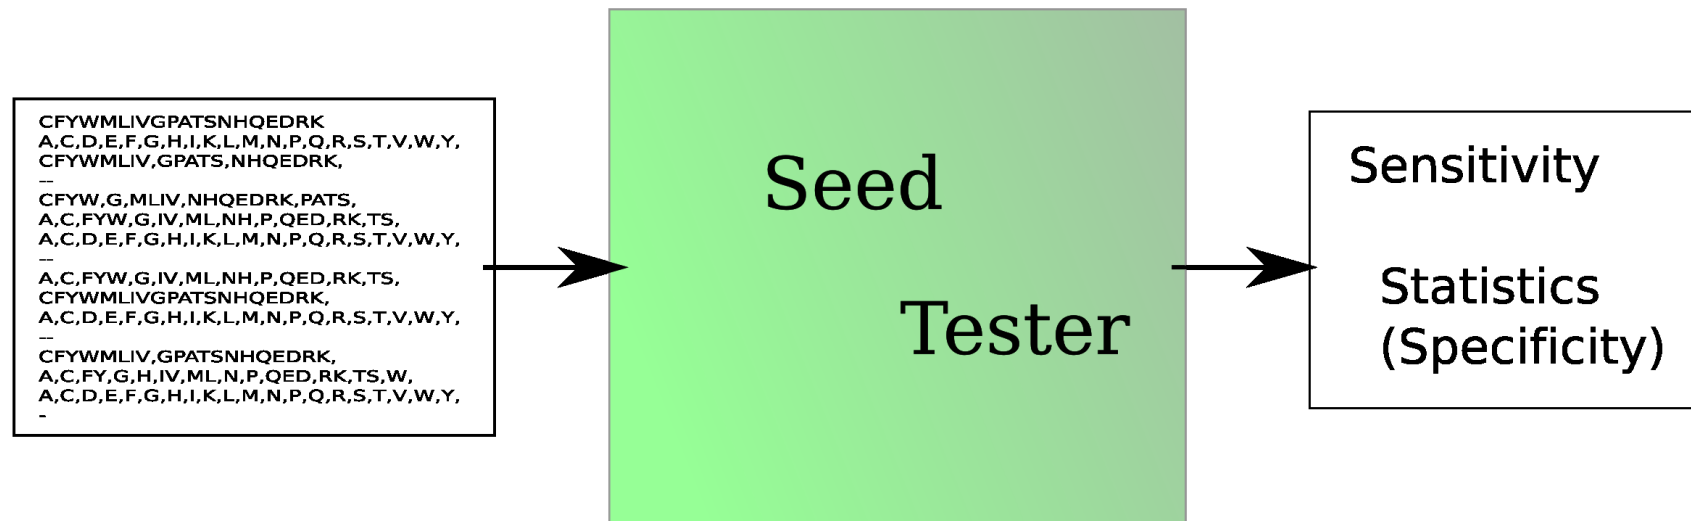 CFYWMLIVGPATSNHQEDRK
A,C,D,E,F,G,H,I,K,L,M,N,P,Q,R,S,T,V,W,Y,
CFYWMLIV,GPATS,NHQEDRK,
--
CFYW,G,MLIV,NHQEDRK,PATS,
A,C,FYW,G,IV,ML,NH,P,QED,RK,TS,
A,C,D,E,F,G,H,I,K,L,M,N,P,Q,R,S,T,V,W,Y,
--
A,C,FYW,G,IV,ML,NH,P,QED,RK,TS,
CFYWMLIVGPATSNHQEDRK,
A,C,D,E,F,G,H,I,K,L,M,N,P,Q,R,S,T,V,W,Y,
--
CFYWMLIV,GPATSNHQEDRK,
A,C,FY,G,H,IV,ML,N,P,QED,RK,TS,W,
A,C,D,E,F,G,H,I,K,L,M,N,P,Q,R,S,T,V,W,Y,
-
Seed
Tester
Sensitivity
Statistics
(Specificity)